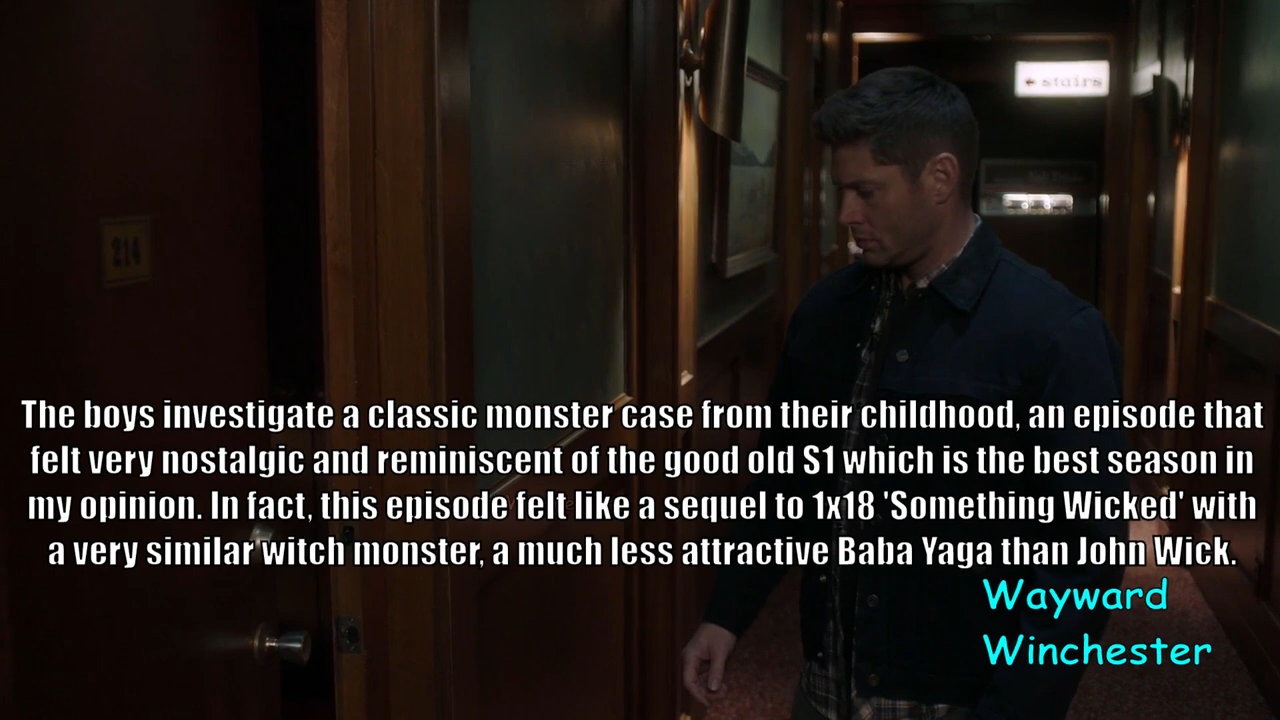 ← stairs
214
The boys investigate a classic monster case from their childhood, an episode that
felt very nostalgic and reminiscent of the good old S1 which is the best season in
my opinion. In fact, this episode felt like a sequel to 1x18 'Something Wicked' with
a very similar witch monster, a much less attractive Baba Yaga than John Wick.
Wayward
Winchester